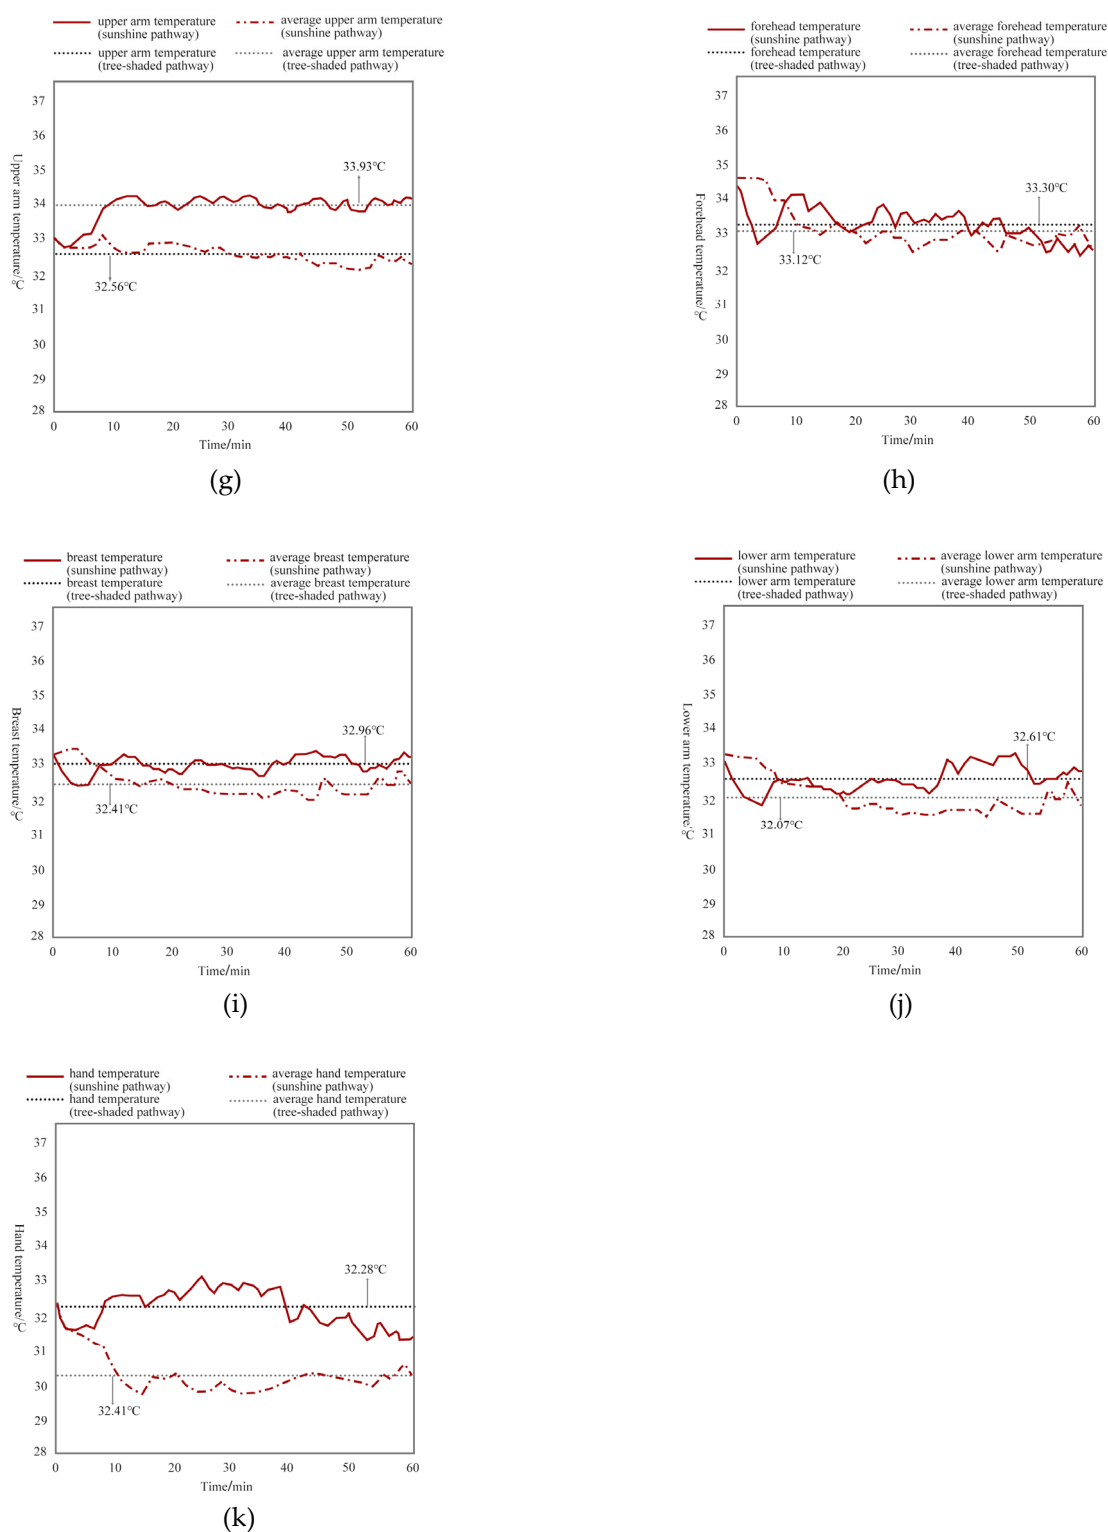 upper arm temperature
(sunshine pathway)
average upper arm temperature
(sunshine pathway)
upper arm temperature
(tree-shaded pathway)
average upper arm temperature
(tree-shaded pathway)
Upper arm temperature/℃
37
36
35
34
33
32
31
30
29
28
33.93℃
32.56℃
0 10 20 30 40 50 60
Time/min
(g)
forehead temperature
(sunshine pathway)
average forehead temperature
(sunshine pathway)
forehead temperature
(tree-shaded pathway)
average forehead temperature
(tree-shaded pathway)
Forehead temperature/℃
37
36
35
34
33
32
31
30
29
28
33.30℃
33.12℃
0 10 20 30 40 50 60
Time/min
(h)
breast temperature
(sunshine pathway)
average breast temperature
(sunshine pathway)
breast temperature
(tree-shaded pathway)
average breast temperature
(tree-shaded pathway)
Breast temperature/℃
37
36
35
34
33
32
31
30
29
28
32.96℃
32.41℃
0 10 20 30 40 50 60
Time/min
(i)
lower arm temperature
(sunshine pathway)
average lower arm temperature
(sunshine pathway)
lower arm temperature
(tree-shaded pathway)
average lower arm temperature
(tree-shaded pathway)
Lower arm temperature/℃
37
36
35
34
33
32
31
30
29
28
32.61℃
32.07℃
0 10 20 30 40 50 60
Time/min
(j)
hand temperature
(sunshine pathway)
average hand temperature
(sunshine pathway)
hand temperature
(tree-shaded pathway)
average hand temperature
(tree-shaded pathway)
Hand temperature/℃
37
36
35
34
33
32
31
30
29
28
32.28℃
32.41℃
0 10 20 30 40 50 60
Time/min
(k)